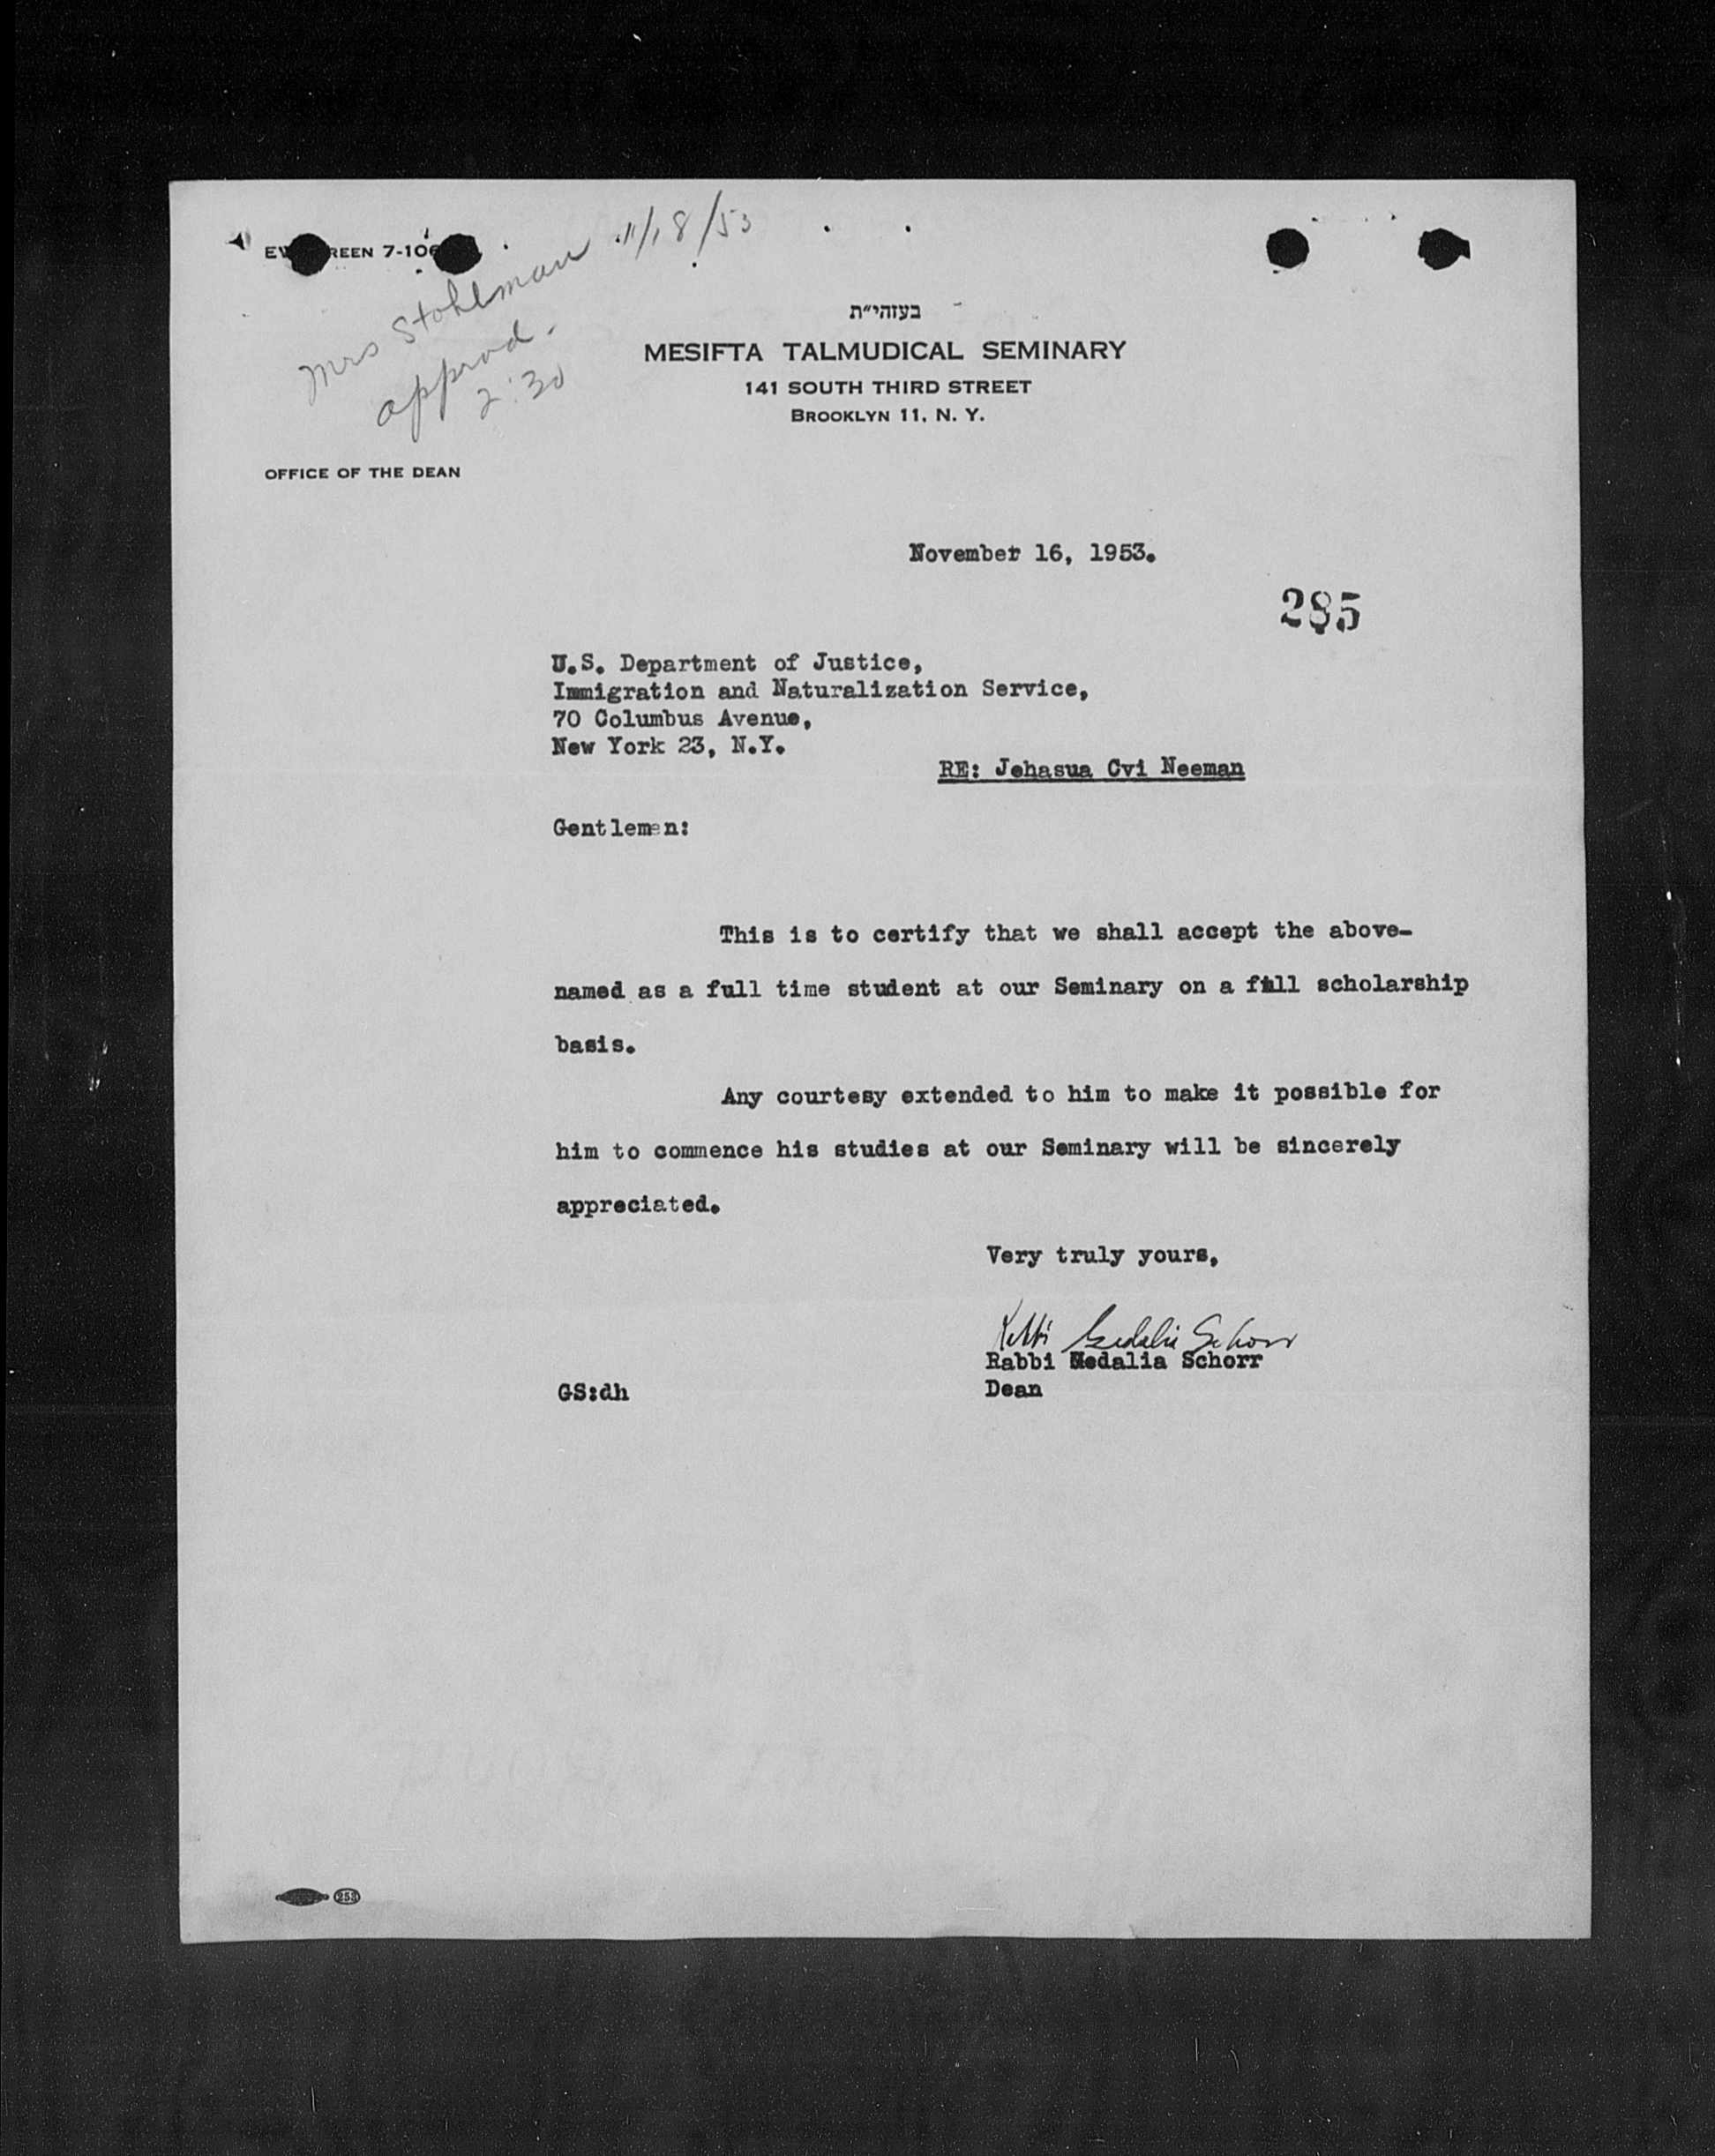 REEN 7-10
Mrs Stohlman 11/18/53
approd.
2:30
בעזהי״ת
MESIFTA TALMUDICAL SEMINARY
141 SOUTH THIRD STREET
BROOKLYN 11, N. Y.
OFFICE OF THE DEAN
November 16, 1953.
285
U.S. Department of Justice,
Immigration and Naturalization Service,
70 Columbus Avenue,
New York 23, N.Y.
RE: Jehasua Cvi Neeman
Gentlemen:
This is to certify that we shall accept the above-
named as a full time student at our Seminary on a full scholarship
basis.
Any courtesy extended to him to make it possible for
him to commence his studies at our Seminary will be sincerely
appreciated.
Very truly yours,
Rabbi Gedalia Schorr
Rabbi Gedalia Schorr
Dean
GS:dh
253